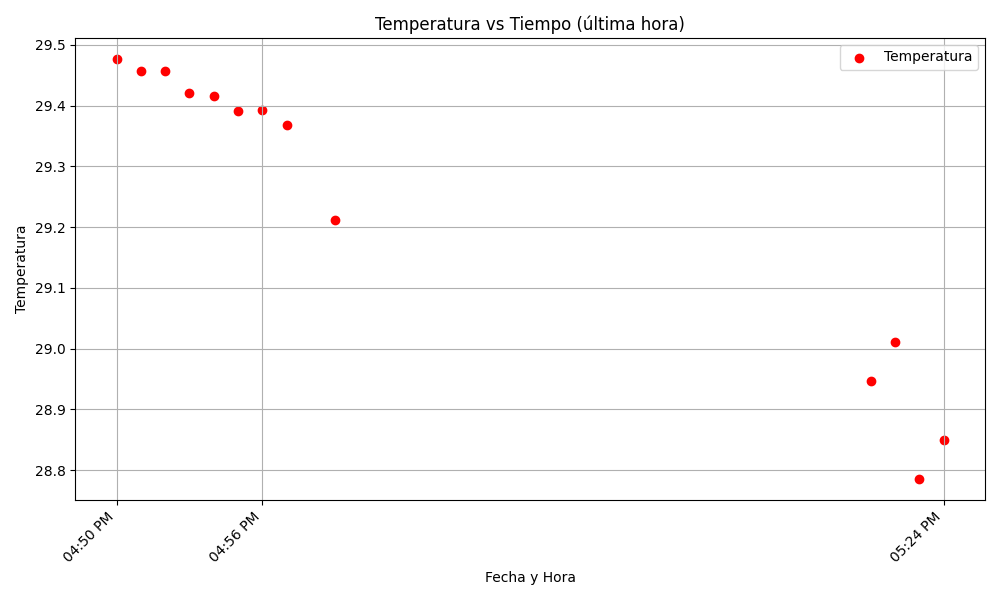 Temperatura vs Tiempo (última hora)
Temperatura
29.5
29.4
29.3
29.2
29.1
29.0
28.9
28.8
Temperatura
04:50 PM
04:56 PM
05:24 PM
Fecha y Hora